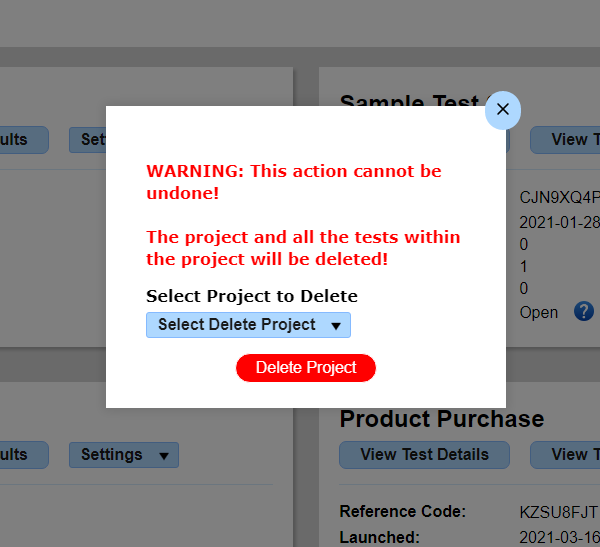 Sample Test
ults
Set
View T
WARNING: This action cannot be
undone!
The project and all the tests within
the project will be deleted!
Select Project to Delete
Select Delete Project
Delete Project
CJN9XQ4P
2021-01-28
0
1
0
Open ?
Product Purchase
ults
Settings
View Test Details
View T
Reference Code: KZSU8FJT
Launched: 2021-03-16